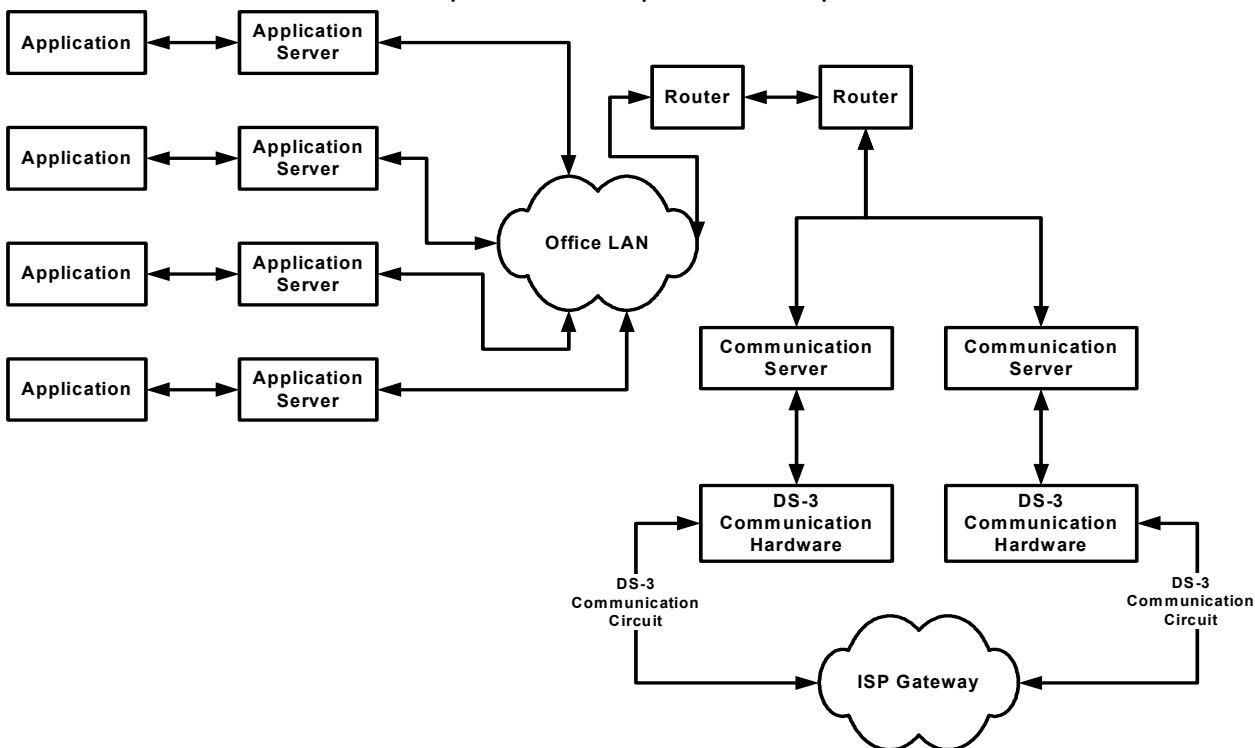 Application
Application
Server
Router
Router
Application
Application
Server
Application
Application
Server
Office LAN
Application
Application
Server
Communication
Server
Communication
Server
DS-3
Communication
Hardware
DS-3
Communication
Hardware
DS-3
Communication
Circuit
DS-3
Communication
Circuit
ISP Gateway